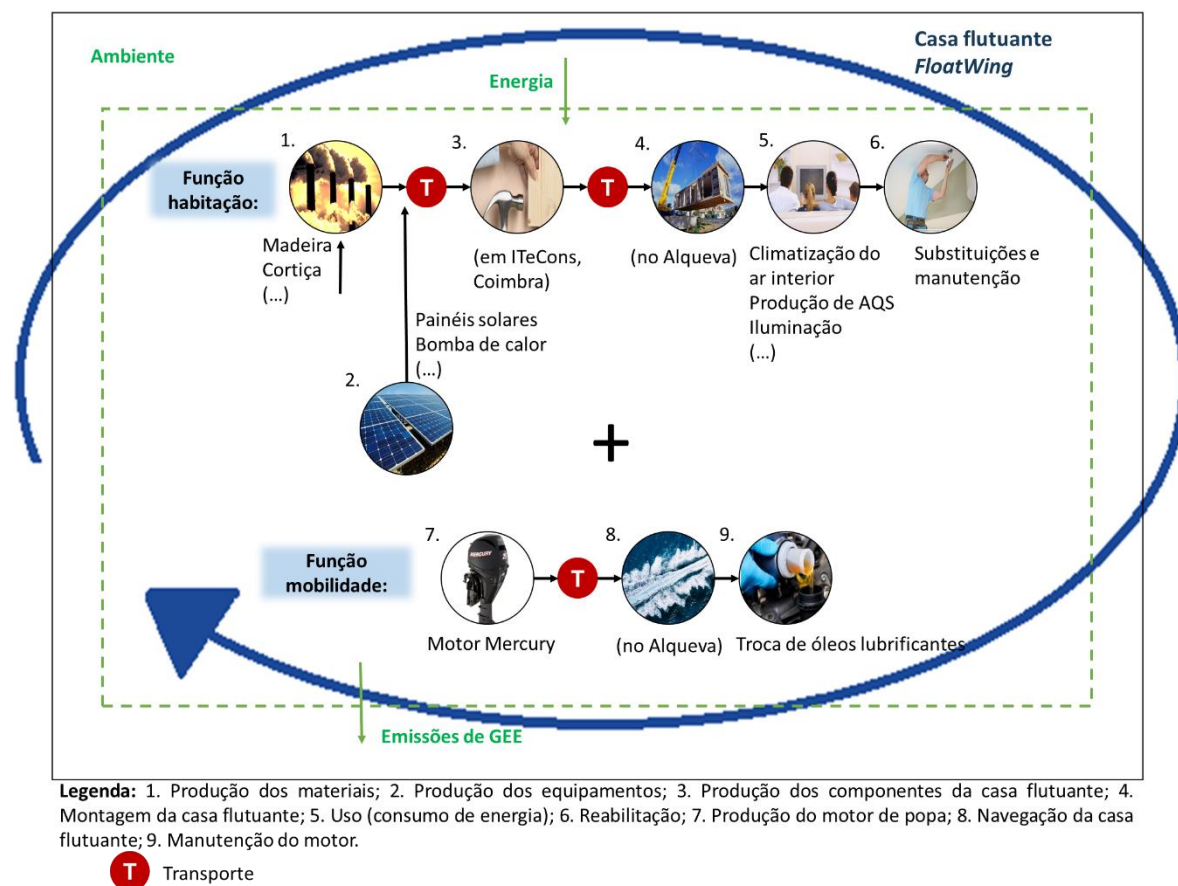 Ambiente
Casa flutuante
FloatWing
Energia
1.
3.
4.
5.
6.
Função
habitação:
T
T
Madeira
Cortiça
(...)
(em ITeCons,
Coimbra)
(no Alqueva)
Climatização do
ar interior
Produção de AQS
Iluminação
(...)
Substituições e
manutenção
Painéis solares
Bomba de calor
(...)
2.
+
7.
8.
9.
Função
mobilidade:
MERCURY
T
Motor Mercury
(no Alqueva)
Troca de óleos lubrificantes
Emissões de GEE
Legenda: 1. Produção dos materiais; 2. Produção dos equipamentos; 3. Produção dos componentes da casa flutuante; 4.
Montagem da casa flutuante; 5. Uso (consumo de energia); 6. Reabilitação; 7. Produção do motor de popa; 8. Navegação da casa
flutuante; 9. Manutenção do motor.
T Transporte